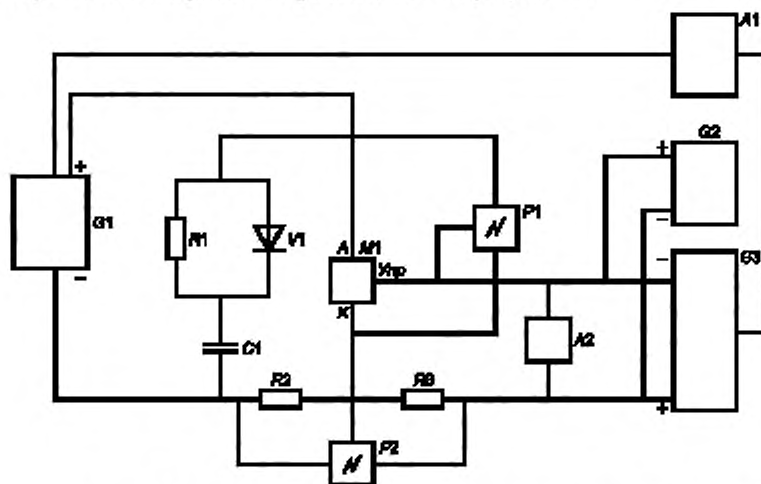 A1
G2
+
+
P1
G1
R1
V1
A
M1
–
–
G3
Упр
–
К
C1
A2
R2
R3
+
P2